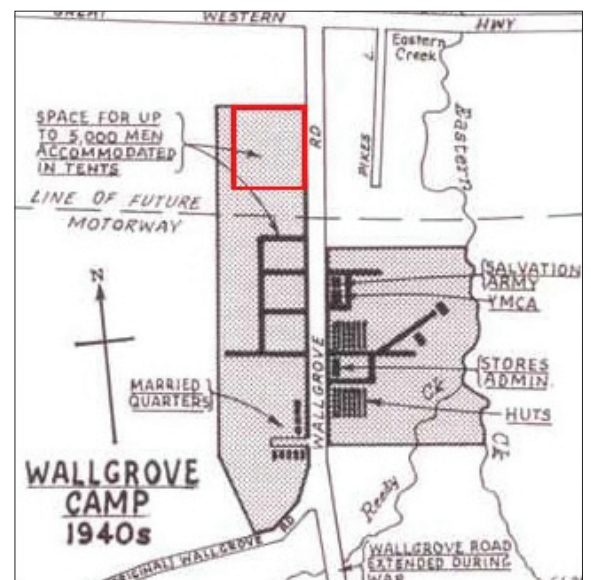 GREAT WESTERN HWY
Eastern
Creek
SPACE FOR UP
TO 5,000 MEN
ACCOMMODATED
IN TENTS
RD
PIKES L.
Eastern
LINE OF FUTURE
MOTORWAY
N
SALVATION
ARMY
YMCA
WALLGROVE
STORES
ADMIN.
MARRIED
QUARTERS
Ck
HUTS
Ck
WALLGROVE
CAMP
1940s
Reedy
(ORIGINAL) WALLGROVE RD
WALLGROVE ROAD
EXTENDED DURING
WAR